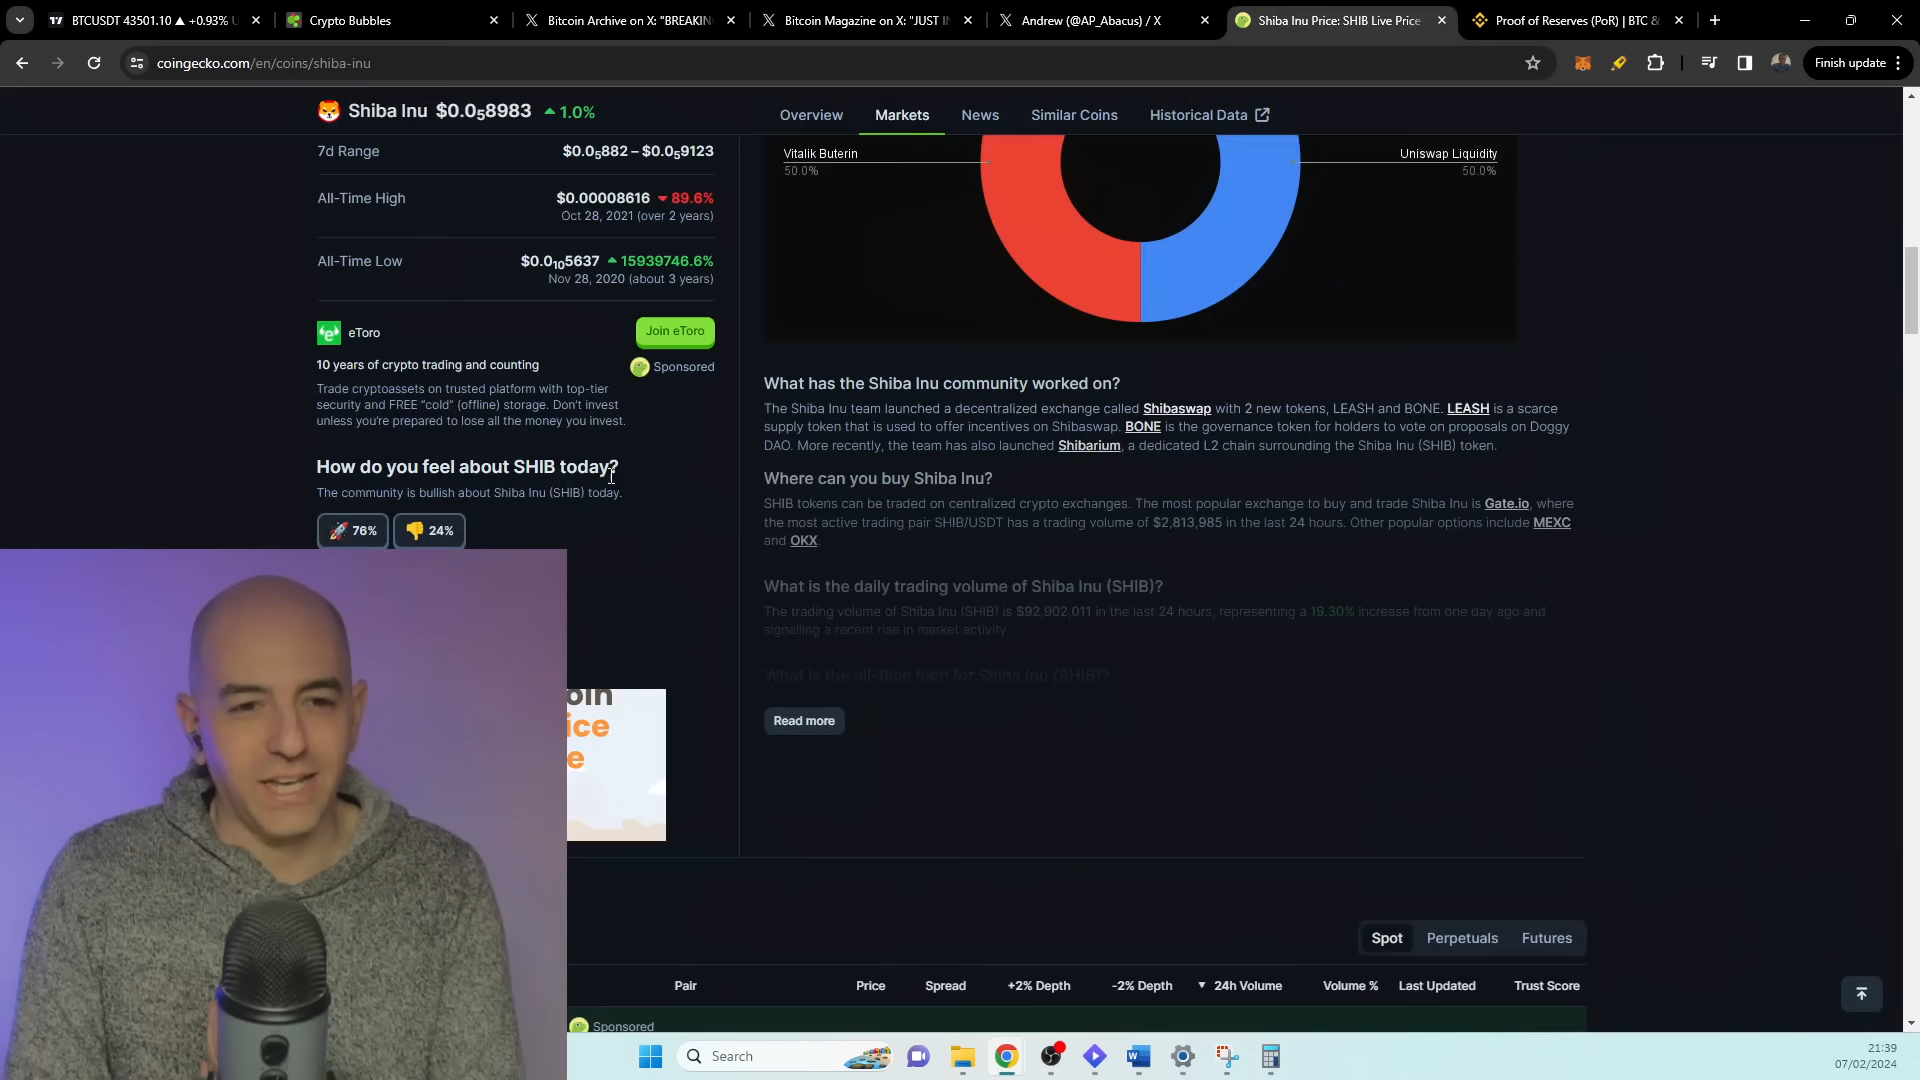 BTCUSDT 43501.10 ▲ +0.93% U
Crypto Bubbles
Bitcoin Archive on X: "BREAKIN
Bitcoin Magazine on X: "JUST I
Andrew (@AP_Abacus) / X
Shiba Inu Price: SHIB Live Price
Proof of Reserves (PoR) | BTC &
coingecko.com/en/coins/shiba-inu
Finish update
Shiba Inu $0.0₅8983 ▲ 1.0%
Overview
Markets
News
Similar Coins
Historical Data
7d Range
$0.0₅882 – $0.0₅9123
All-Time High
$0.00008616 ▼ 89.6%
Oct 28, 2021 (over 2 years)
All-Time Low
$0.0₁₀5637 ▲ 15939746.6%
Nov 28, 2020 (about 3 years)
eToro
Join eToro
10 years of crypto trading and counting
Sponsored
Trade cryptoassets on trusted platform with top-tier
security and FREE “cold” (offline) storage. Don't invest
unless you're prepared to lose all the money you invest.
How do you feel about SHIB today?
The community is bullish about Shiba Inu (SHIB) today.
76%
24%
oin
ice
e
Vitalik Buterin
50.0%
Uniswap Liquidity
50.0%
What has the Shiba Inu community worked on?
The Shiba Inu team launched a decentralized exchange called Shibaswap with 2 new tokens, LEASH and BONE. LEASH is a scarce
supply token that is used to offer incentives on Shibaswap. BONE is the governance token for holders to vote on proposals on Doggy
DAO. More recently, the team has also launched Shibarium, a dedicated L2 chain surrounding the Shiba Inu (SHIB) token.
Where can you buy Shiba Inu?
SHIB tokens can be traded on centralized crypto exchanges. The most popular exchange to buy and trade Shiba Inu is Gate.io, where
the most active trading pair SHIB/USDT has a trading volume of $2,813,985 in the last 24 hours. Other popular options include MEXC
and OKX.
What is the daily trading volume of Shiba Inu (SHIB)?
The trading volume of Shiba Inu (SHIB) is $92,902,011 in the last 24 hours, representing a 19.30% increase from one day ago and
signalling a recent rise in market activity.
What is the all-time high for Shiba Inu (SHIB)?
Read more
Spot
Perpetuals
Futures
Pair
Price
Spread
+2% Depth
-2% Depth
▼ 24h Volume
Volume %
Last Updated
Trust Score
Sponsored
Search
21:39
07/02/2024